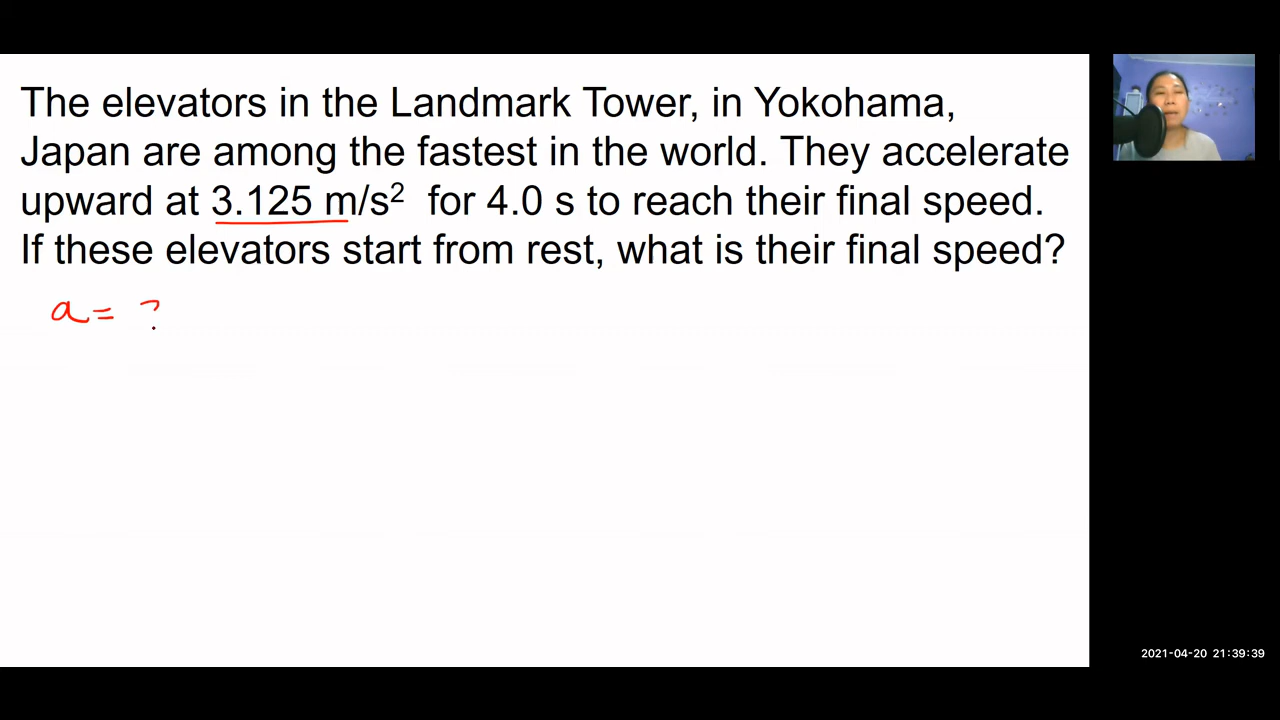 The elevators in the Landmark Tower, in Yokohama,
Japan are among the fastest in the world. They accelerate
upward at 3.125 m/s² for 4.0 s to reach their final speed.
If these elevators start from rest, what is their final speed?
a = ?
2021-04-20 21:39:39